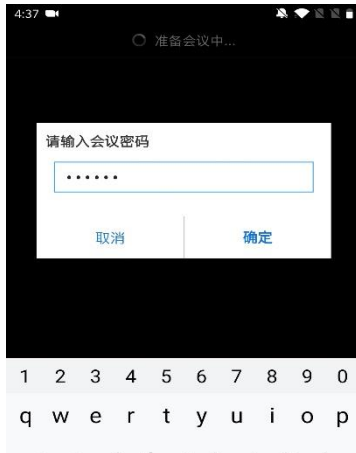 4:37
准备会议中...
请输入会议密码
••••••
取消 确定
1 2 3 4 5 6 7 8 9 0
q w e r t y u i o p